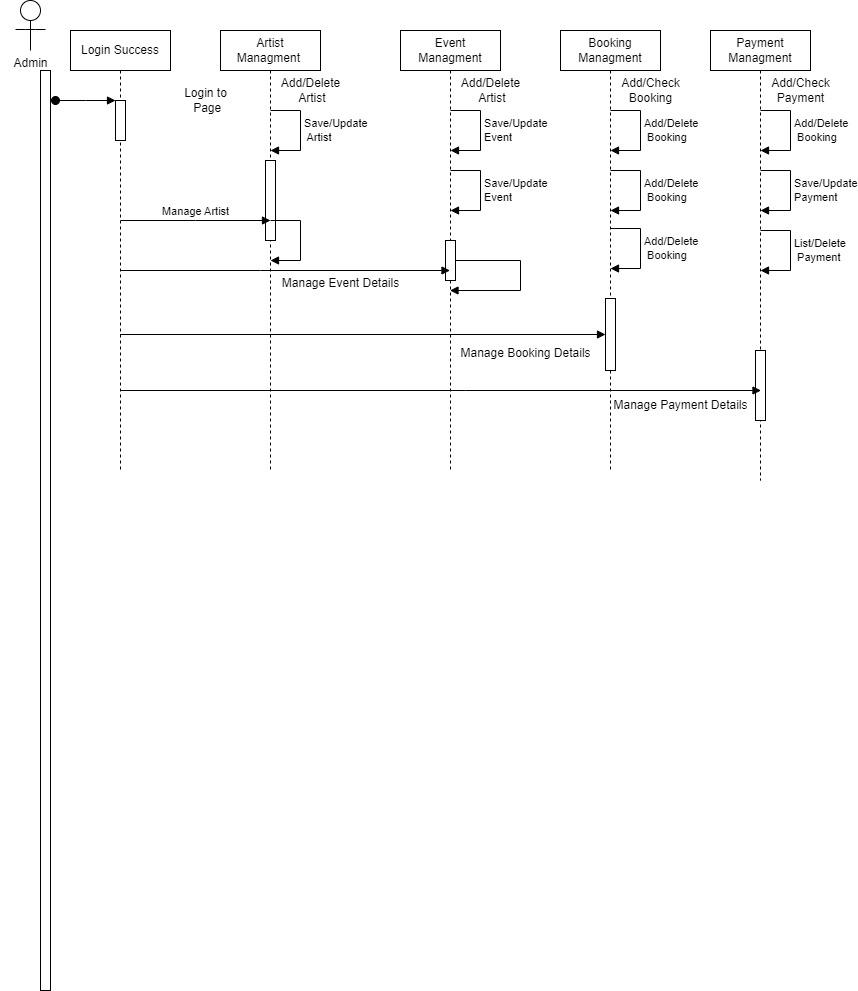 Admin
Login Success
Artist
Managment
Event
Managment
Booking
Managment
Payment
Managment
Login to
Page
Add/Delete
Artist
Add/Delete
Artist
Add/Check
Booking
Add/Check
Payment
Save/Update
Artist
Save/Update
Event
Add/Delete
Booking
Add/Delete
Booking
Save/Update
Event
Add/Delete
Booking
Save/Update
Payment
Manage Artist
Add/Delete
Booking
List/Delete
Payment
Manage Event Details
Manage Booking Details
Manage Payment Details